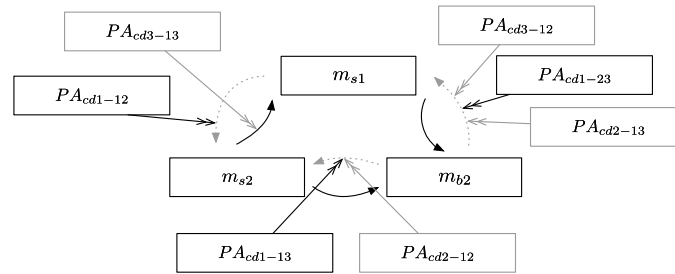 PA_{cd3-13}
PA_{cd3-12}
m_{s1}
PA_{cd1-23}
PA_{cd1-12}
PA_{cd2-13}
m_{s2}
m_{b2}
PA_{cd1-13}
PA_{cd2-12}